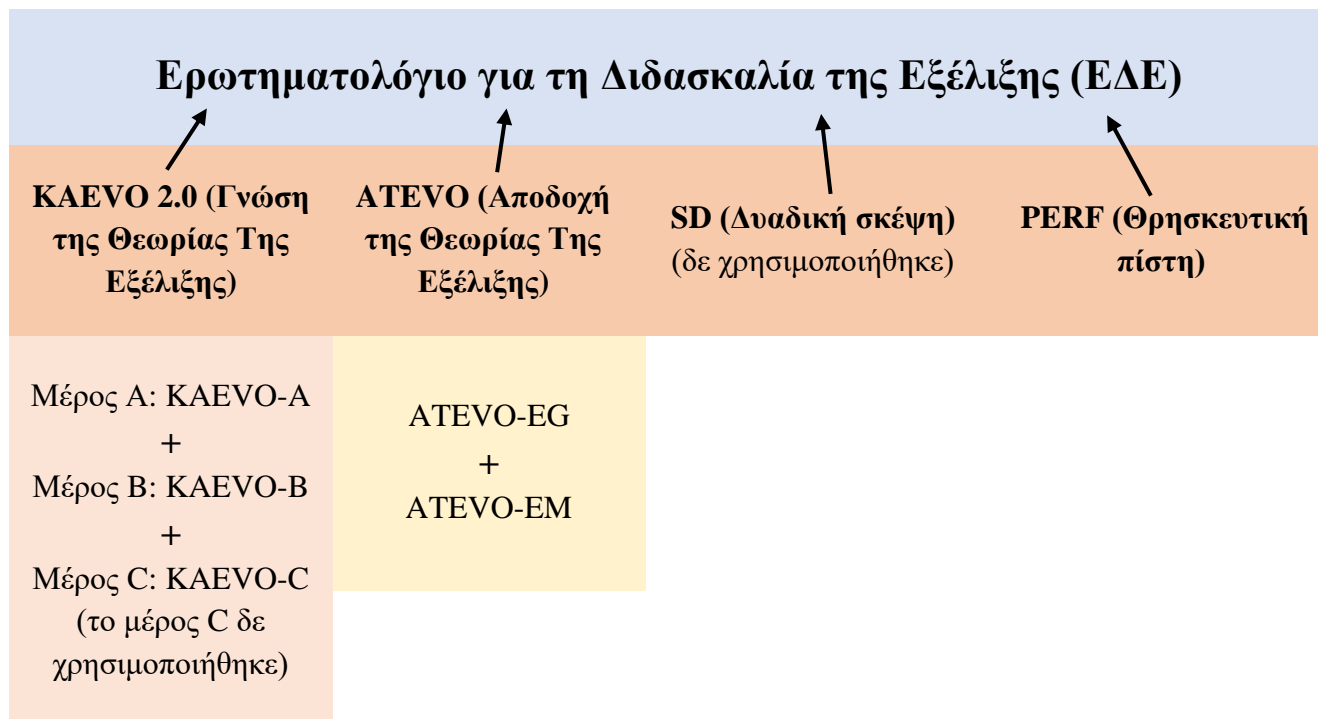 Ερωτηματολόγιο για τη Διδασκαλία της Εξέλιξης (ΕΔΕ)
KAEVO 2.0 (Γνώση
της Θεωρίας Της
Εξέλιξης)
ATEVO (Αποδοχή
της Θεωρίας Της
Εξέλιξης)
SD (Δυαδική σκέψη)
(δε χρησιμοποιήθηκε)
PERF (Θρησκευτική
πίστη)
Μέρος Α: KAEVO-A
+
Μέρος Β: KAEVO-B
+
Μέρος C: KAEVO-C
(το μέρος C δε
χρησιμοποιήθηκε)
ATEVO-EG
+
ATEVO-EM